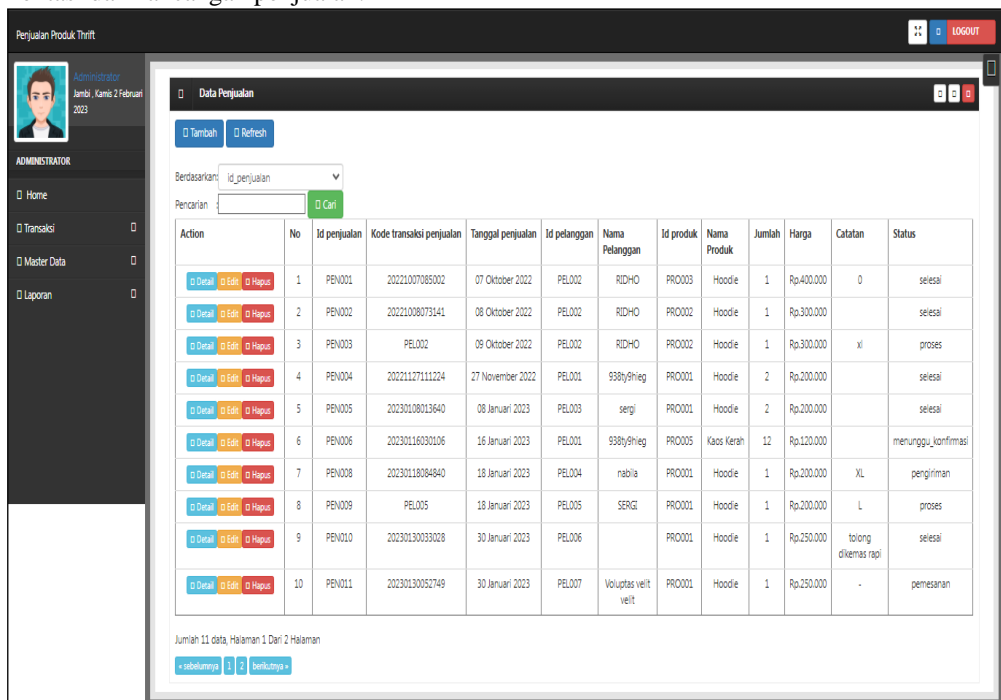 Penjualan Produk Thrift
LOGOUT
Administrator
Jambi , Kamis 2 Februari
2023
ADMINISTRATOR
Home
Transaksi
Master Data
Laporan
Data Penjualan
Tambah Refresh
Berdasarkan: id_penjualan
Pencarian : Cari
Action No Id penjualan Kode transaksi penjualan Tanggal penjualan Id pelanggan Nama Pelanggan Id produk Nama Produk Jumlah Harga Catatan Status
Detail Edit Hapus 1 PEN001 20221007085002 07 Oktober 2022 PEL002 RIDHO PRO003 Hoodie 1 Rp.400.000 0 selesai
Detail Edit Hapus 2 PEN002 20221008073141 08 Oktober 2022 PEL002 RIDHO PRO002 Hoodie 1 Rp.300.000 selesai
Detail Edit Hapus 3 PEN003 PEL002 09 Oktober 2022 PEL002 RIDHO PRO002 Hoodie 1 Rp.300.000 xl proses
Detail Edit Hapus 4 PEN004 20221127111224 27 November 2022 PEL001 938ty9hieg PRO001 Hoodie 2 Rp.200.000 selesai
Detail Edit Hapus 5 PEN005 20230108013640 08 Januari 2023 PEL003 sergi PRO001 Hoodie 2 Rp.200.000 selesai
Detail Edit Hapus 6 PEN006 20230116030106 16 Januari 2023 PEL001 938ty9hieg PRO005 Kaos Kerah 12 Rp.120.000 menunggu_konfirmasi
Detail Edit Hapus 7 PEN008 20230118084840 18 Januari 2023 PEL004 nabila PRO001 Hoodie 1 Rp.200.000 XL pengiriman
Detail Edit Hapus 8 PEN009 PEL005 18 Januari 2023 PEL005 SERGI PRO001 Hoodie 1 Rp.200.000 L proses
Detail Edit Hapus 9 PEN010 20230130033028 30 Januari 2023 PEL006 PRO001 Hoodie 1 Rp.250.000 tolong dikemas rapi selesai
Detail Edit Hapus 10 PEN011 20230130052749 30 Januari 2023 PEL007 Voluptas velit velit PRO001 Hoodie 1 Rp.250.000 - pemesanan
Jumlah 11 data, Halaman 1 Dari 2 Halaman
« sebelumnya 1 2 berikutnya »